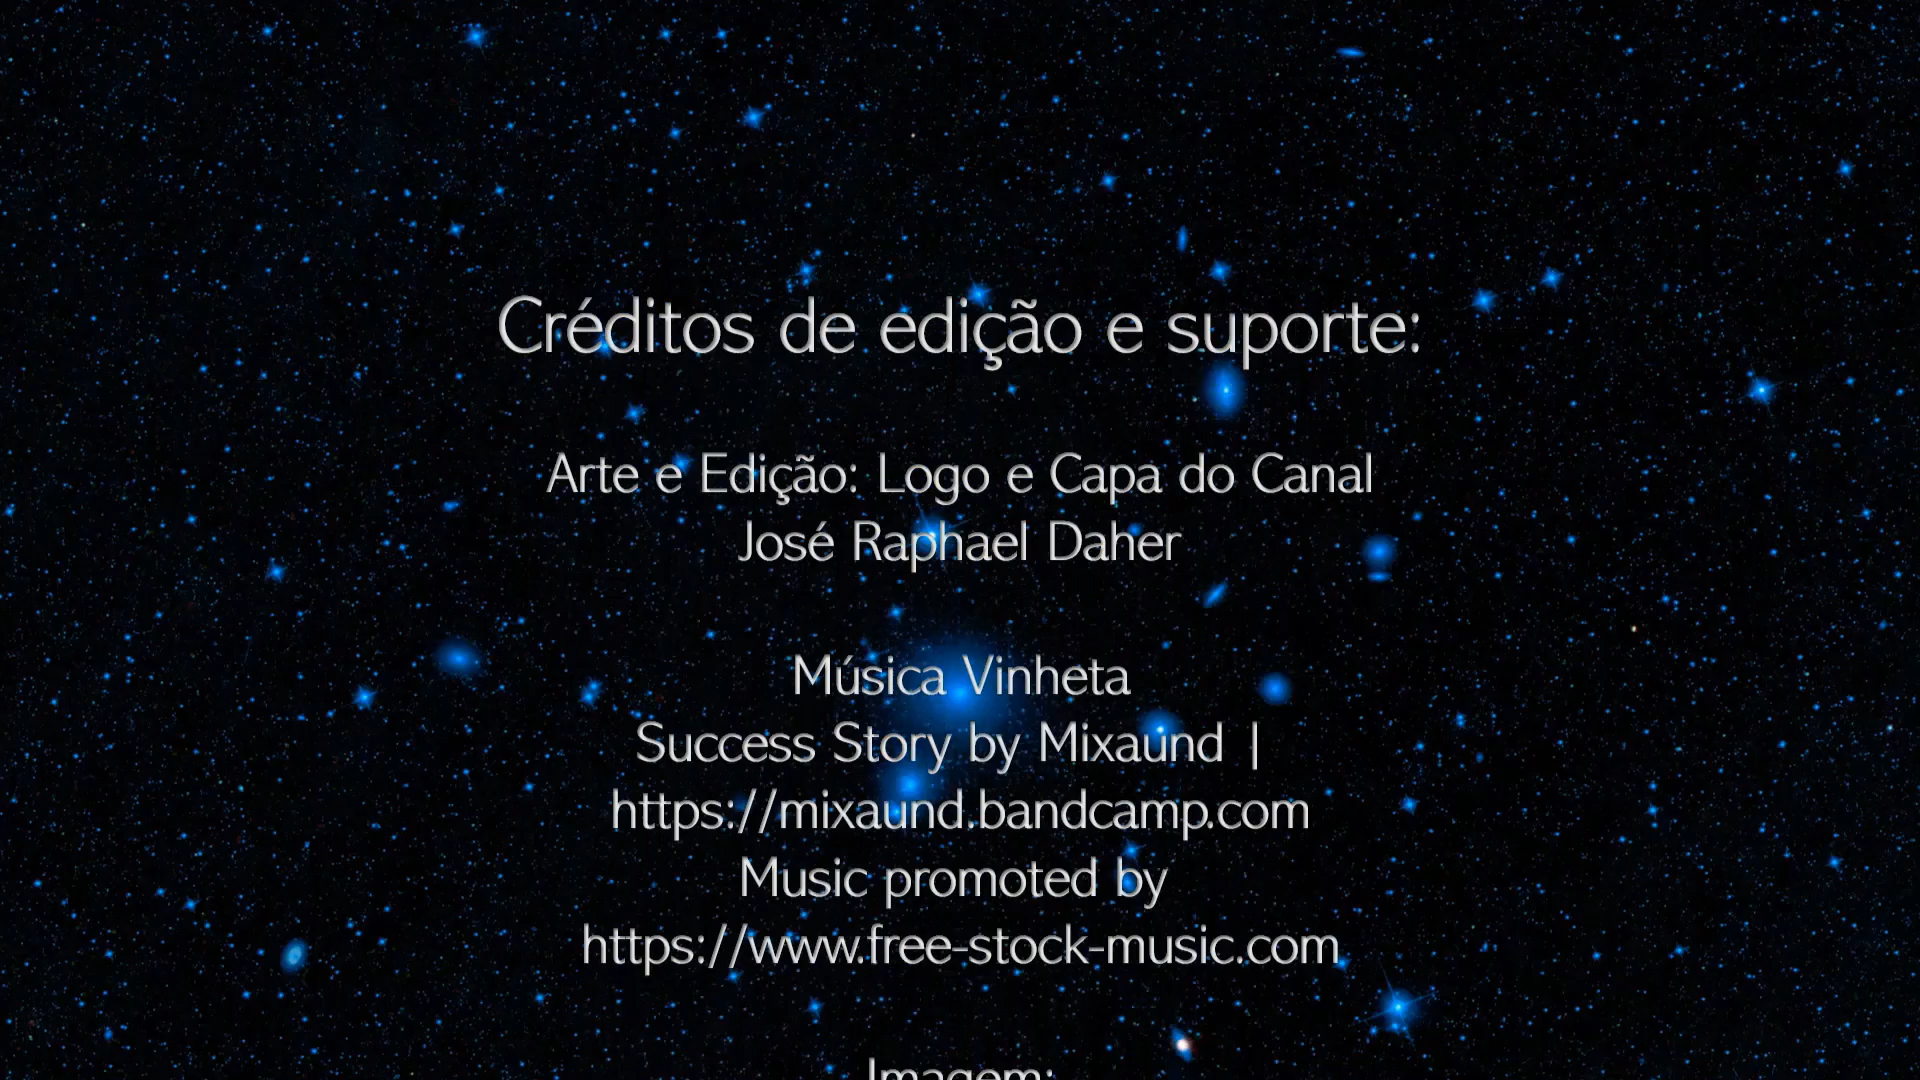 Créditos de edição e suporte:
Arte e Edição: Logo e Capa do Canal
José Raphael Daher
Música Vinheta
Success Story by Mixaund |
https://mixaund.bandcamp.com
Music promoted by
https://www.free-stock-music.com
Imagem: